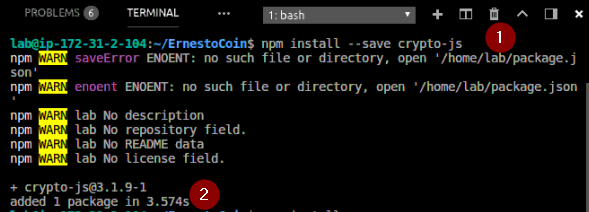 PROBLEMS 6 TERMINAL ··· 1: bash
lab@ip-172-31-2-104:~/ErnestoCoin$ npm install --save crypto-js 1
npm WARN saveError ENOENT: no such file or directory, open '/home/lab/package.j
son'
npm WARN enoent ENOENT: no such file or directory, open '/home/lab/package.json
'
npm WARN lab No description
npm WARN lab No repository field.
npm WARN lab No README data
npm WARN lab No license field.
+ crypto-js@3.1.9-1
added 1 package in 3.574s 2